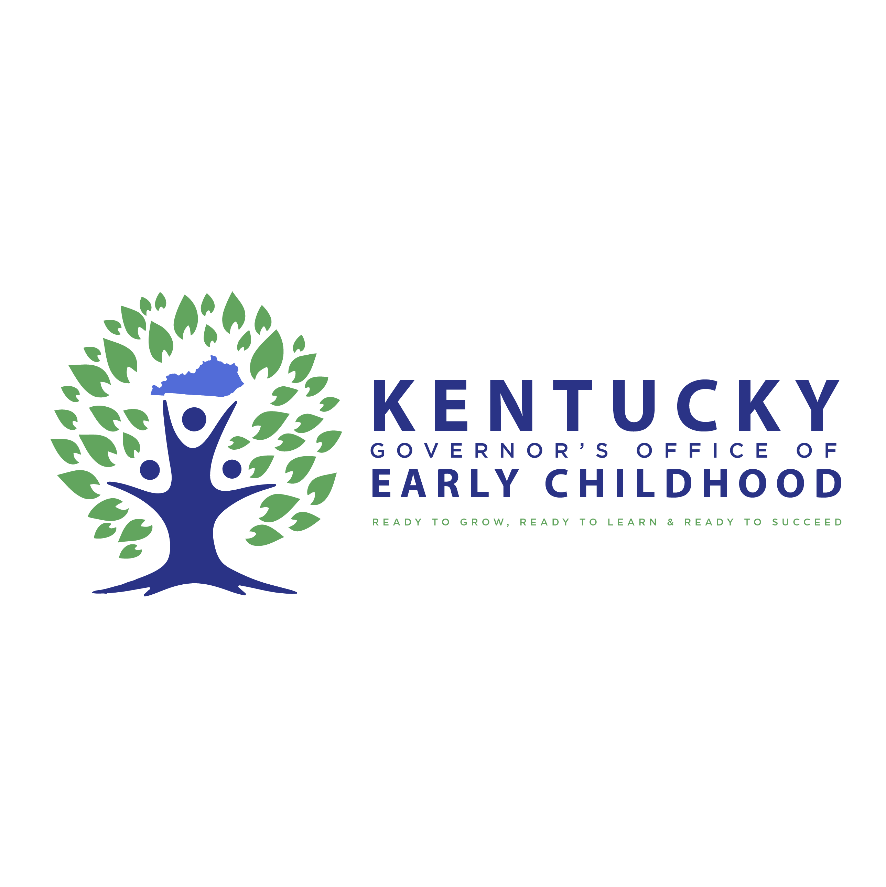 KENTUCKY
GOVERNOR'S OFFICE OF
EARLY CHILDHOOD
READY TO GROW, READY TO LEARN & READY TO SUCCEED